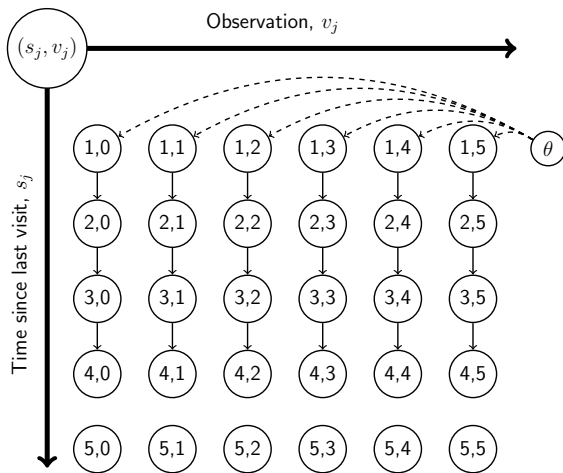 Observation, v_j
(s_j, v_j)
Time since last visit, s_j
1,0 1,1 1,2 1,3 1,4 1,5 θ
2,0 2,1 2,2 2,3 2,4 2,5
3,0 3,1 3,2 3,3 3,4 3,5
4,0 4,1 4,2 4,3 4,4 4,5
5,0 5,1 5,2 5,3 5,4 5,5